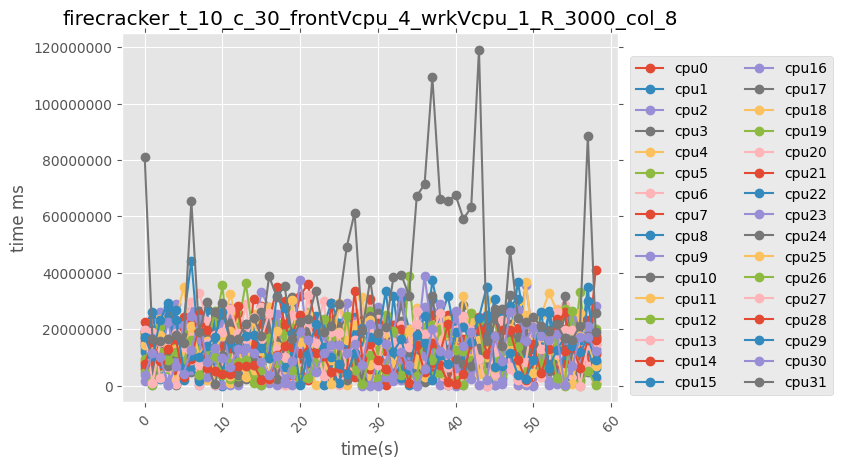 firecracker_t_10_c_30_frontVcpu_4_wrkVcpu_1_R_3000_col_8
120000000
100000000
80000000
60000000
40000000
20000000
0
time ms
0
10
20
30
40
50
60
time(s)
cpu0
cpu1
cpu2
cpu3
cpu4
cpu5
cpu6
cpu7
cpu8
cpu9
cpu10
cpu11
cpu12
cpu13
cpu14
cpu15
cpu16
cpu17
cpu18
cpu19
cpu20
cpu21
cpu22
cpu23
cpu24
cpu25
cpu26
cpu27
cpu28
cpu29
cpu30
cpu31